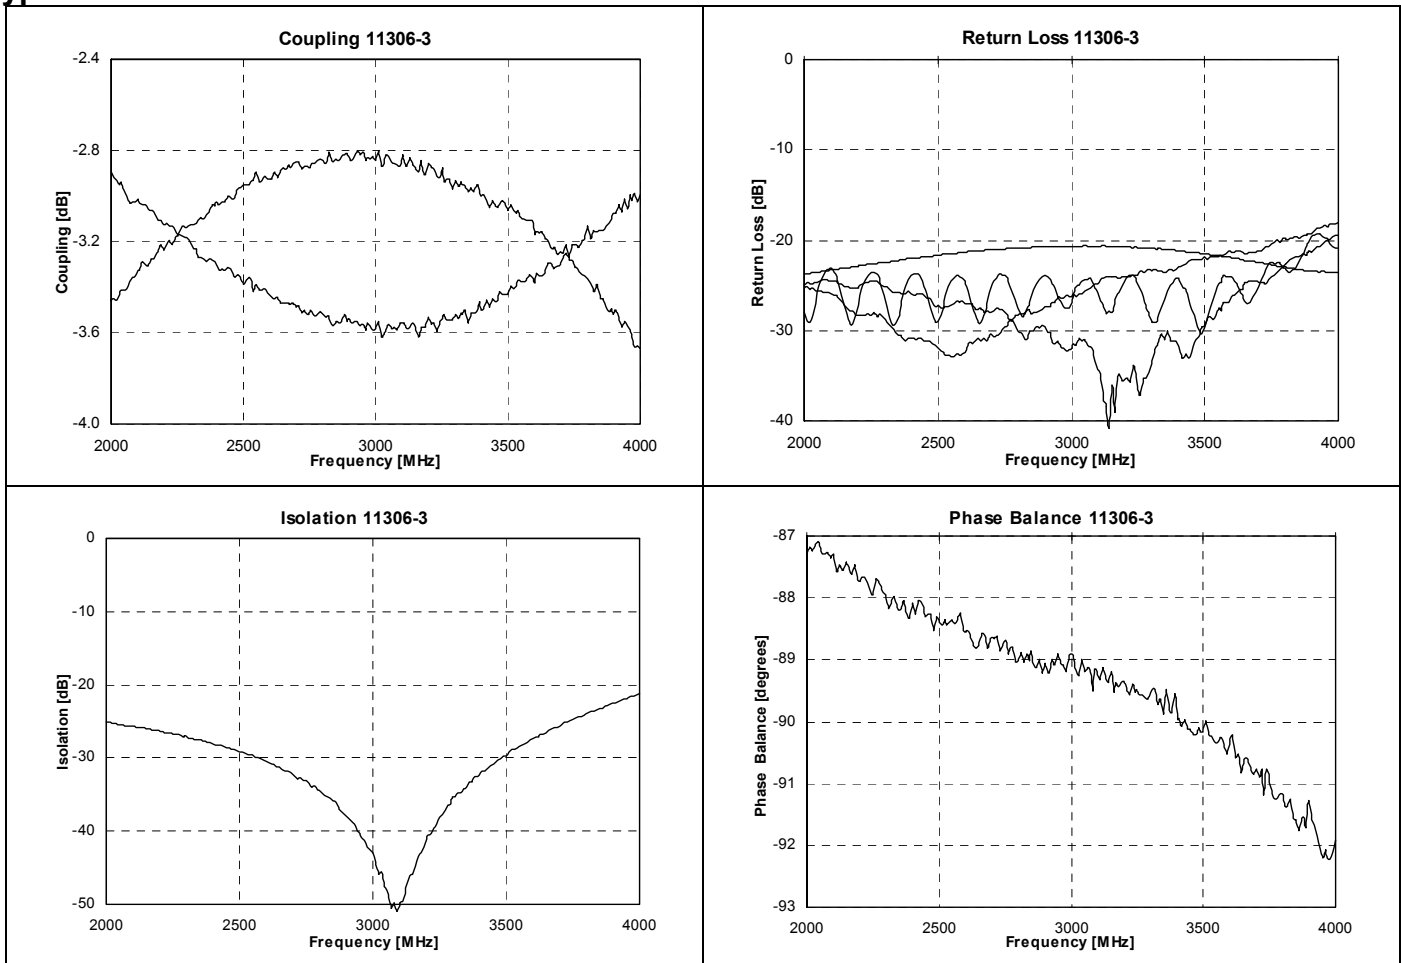 Coupling 11306-3
-2.4
-2.8
-3.2
-3.6
-4.0
Coupling [dB]
2000 2500 3000 3500 4000
Frequency [MHz]
Return Loss 11306-3
0
-10
-20
-30
-40
Return Loss [dB]
2000 2500 3000 3500 4000
Frequency [MHz]
Isolation 11306-3
0
-10
-20
-30
-40
-50
Isolation [dB]
2000 2500 3000 3500 4000
Frequency [MHz]
Phase Balance 11306-3
-87
-88
-89
-90
-91
-92
-93
Phase Balance [degrees]
2000 2500 3000 3500 4000
Frequency [MHz]